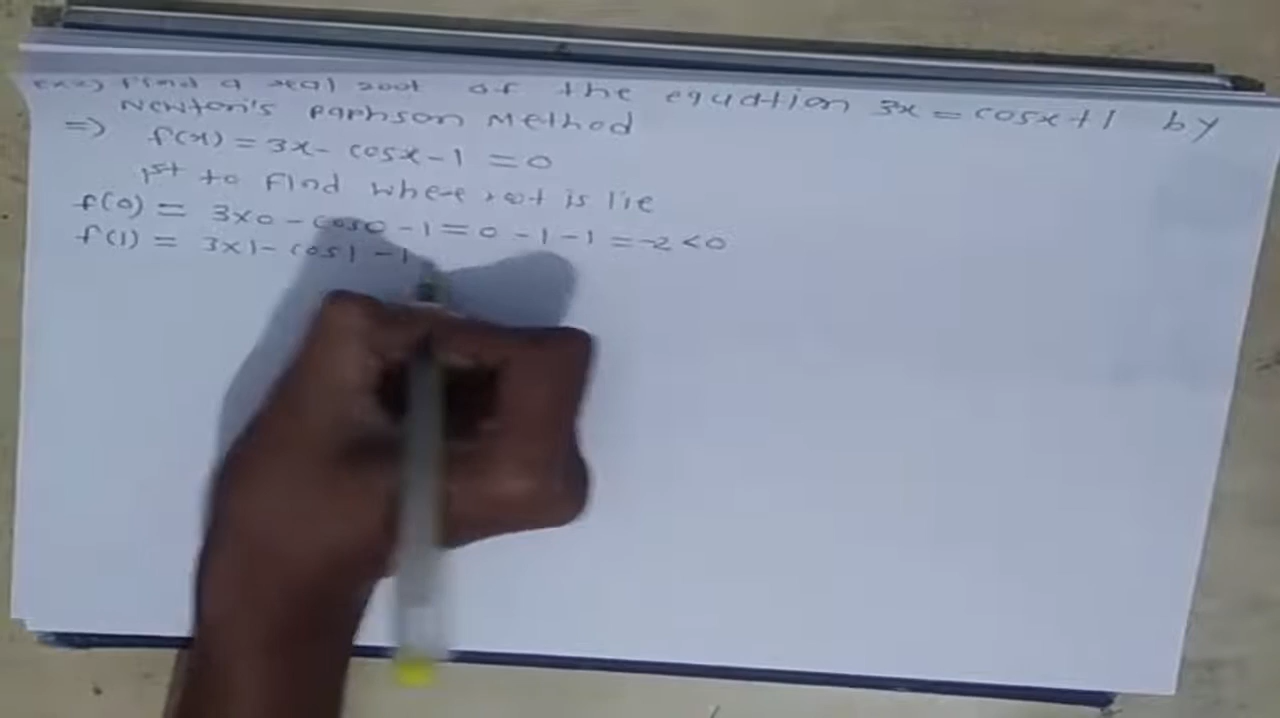 Ex2) Find a real root of the equation 3x = cosx+1 by
Newton's Raphson Method
=> f(x) = 3x - cosx - 1 = 0
1st to Find where root is lie
f(0) = 3x0 - cos0 - 1 = 0 - 1 - 1 = -2 < 0
f(1) = 3x1 - cos1 - 1